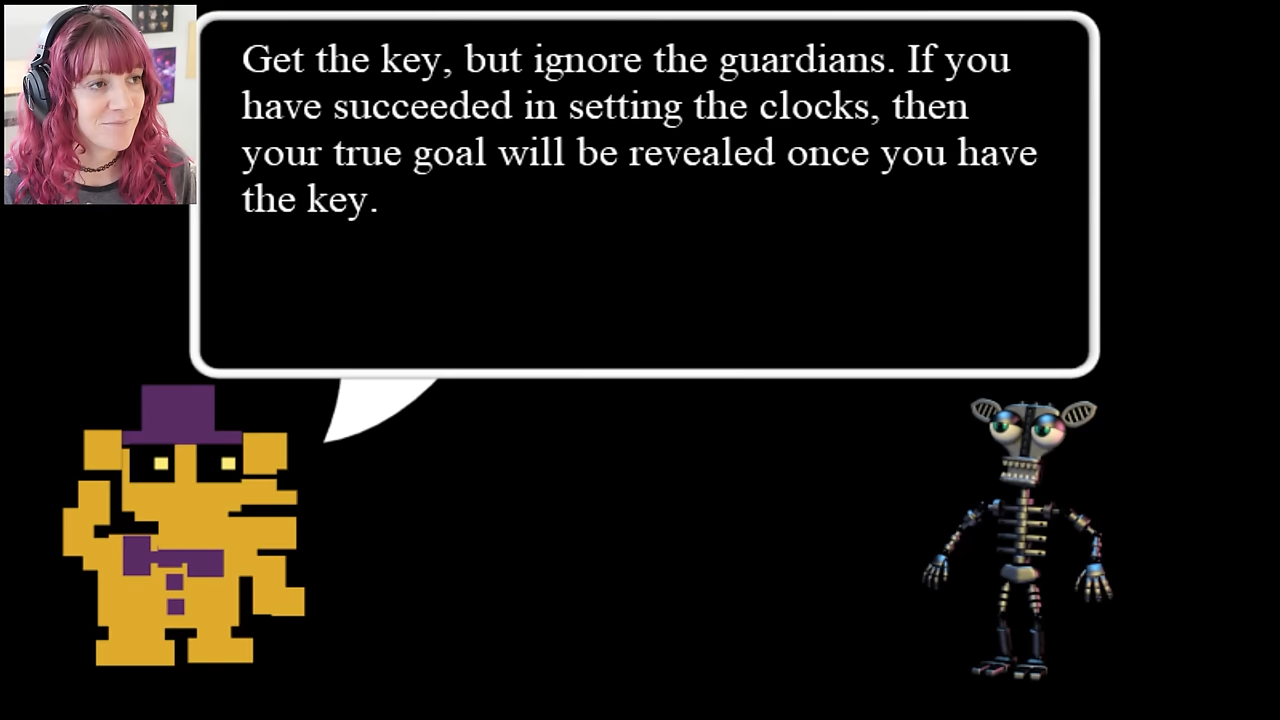 Get the key, but ignore the guardians. If you
have succeeded in setting the clocks, then
your true goal will be revealed once you have
the key.